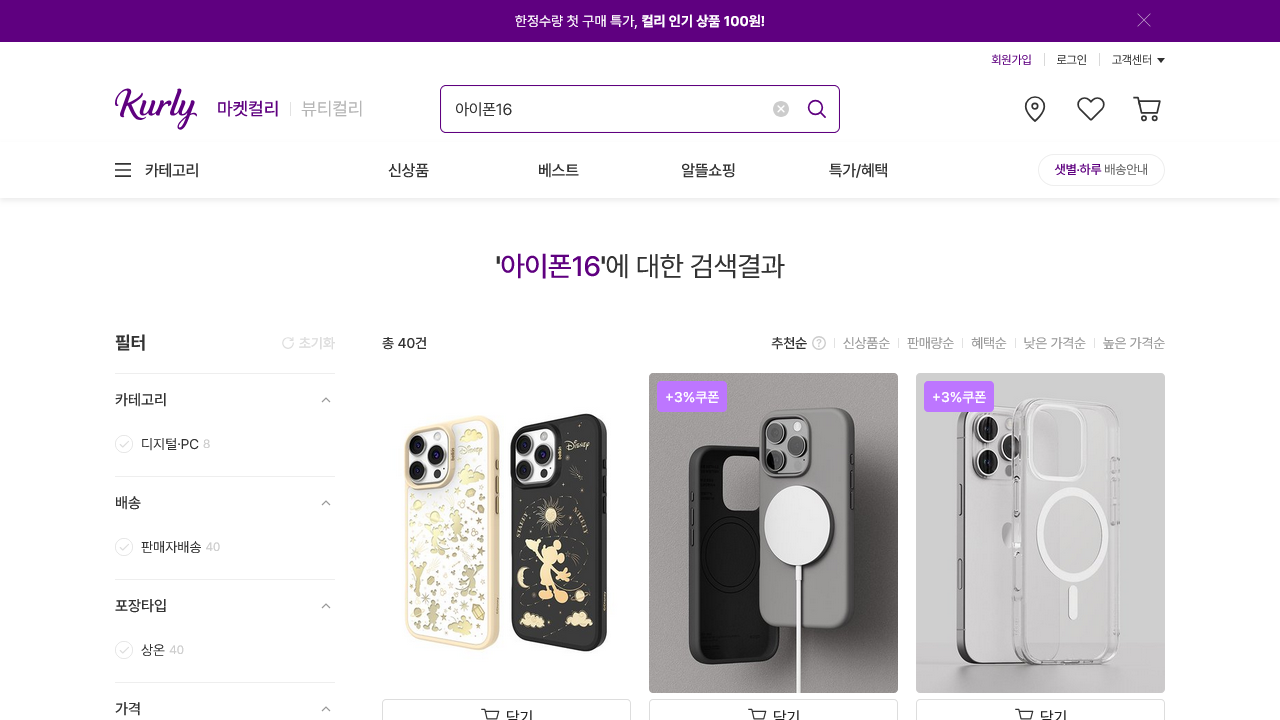 한정수량 첫 구매 특가, 컬리 인기 상품 100원!
회원가입
로그인
고객센터
Kurly
마켓컬리
뷰티컬리
아이폰16
카테고리
신상품
베스트
알뜰쇼핑
특가/혜택
샛별·하루 배송안내
'아이폰16'에 대한 검색결과
필터
초기화
총 40건
추천순
신상품순
판매량순
혜택순
낮은 가격순
높은 가격순
카테고리
디지털·PC 8
배송
판매자배송 40
포장타입
상온 40
가격
Disney
Disney
+3%쿠폰
+3%쿠폰
담기
담기
담기